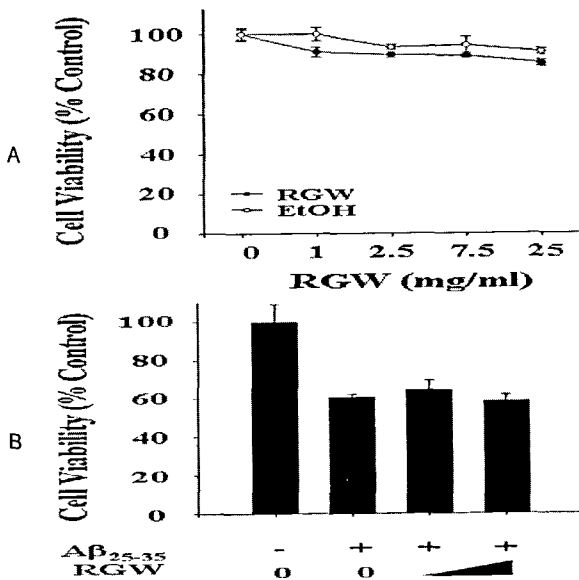 A
Cell Viability (% Control)
100
80
60
40
20
0
RGW
EtOH
0 1 2.5 7.5 25
RGW (mg/ml)
B
Cell Viability (% Control)
100
80
60
40
20
0
Aβ25-35 - + + +
RGW 0 0